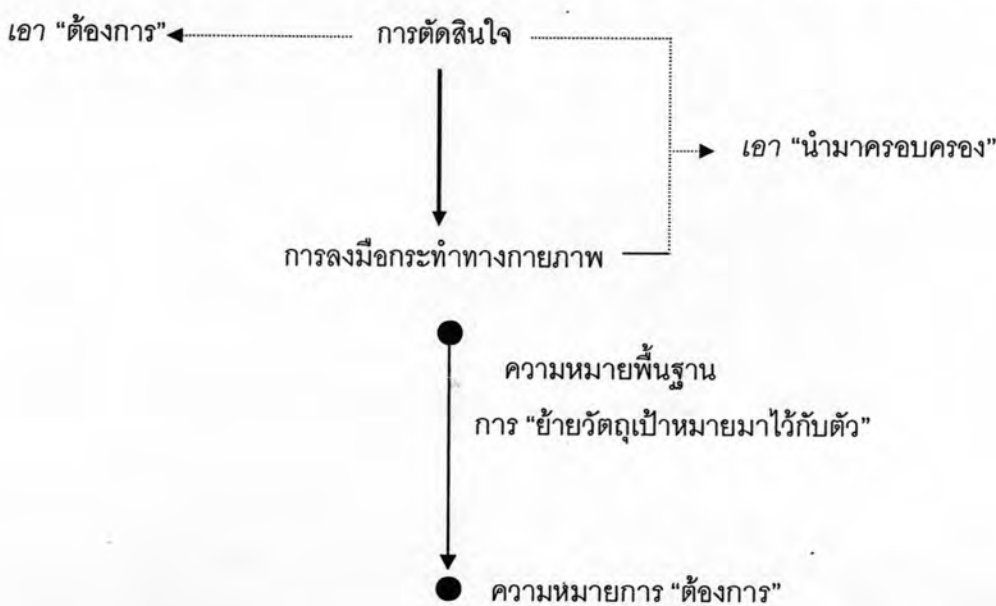 เอา “ต้องการ” การตัดสินใจ
เอา “นำมาครอบครอง”
การลงมือกระทำทางกายภาพ
ความหมายพื้นฐาน
การ “ย้ายวัตถุเป้าหมายมาไว้กับตัว”
ความหมายการ “ต้องการ”